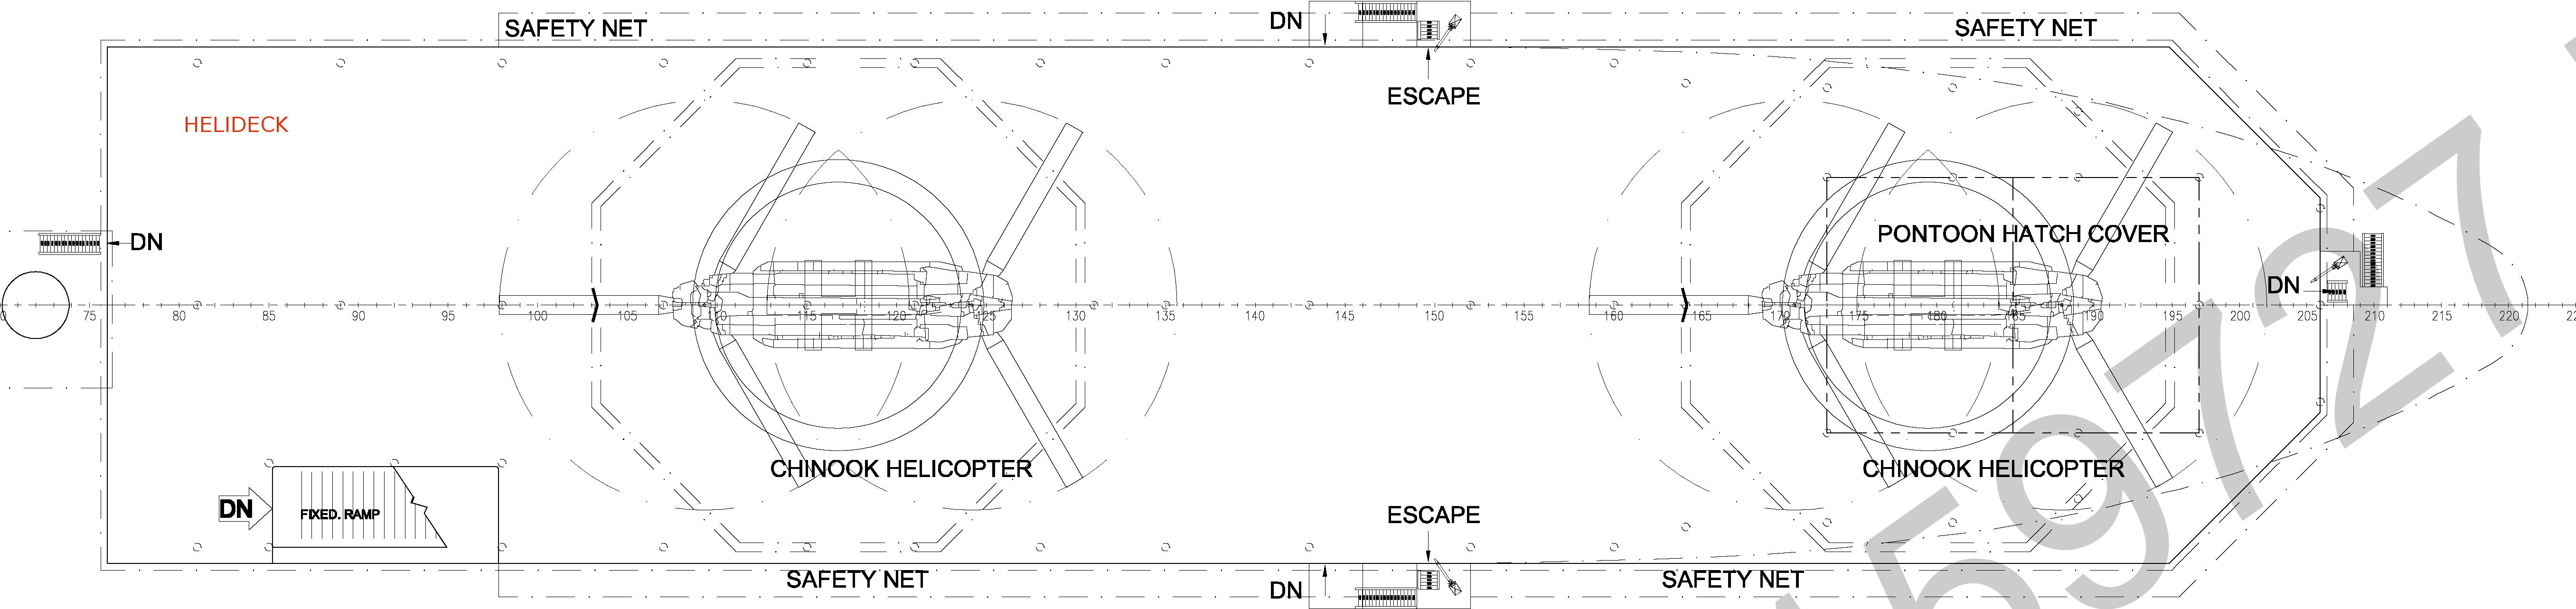 SAFETY NET
DN
SAFETY NET
ESCAPE
HELIDECK
PONTOON HATCH COVER
DN
DN
75 80 85 90 95 100 105 110 115 120 125 130 135 140 145 150 155 160 165 170 175 180 185 190 195 200 205 210 215 220
CHINOOK HELICOPTER
CHINOOK HELICOPTER
DN
FIXED. RAMP
ESCAPE
SAFETY NET
DN
SAFETY NET
59727